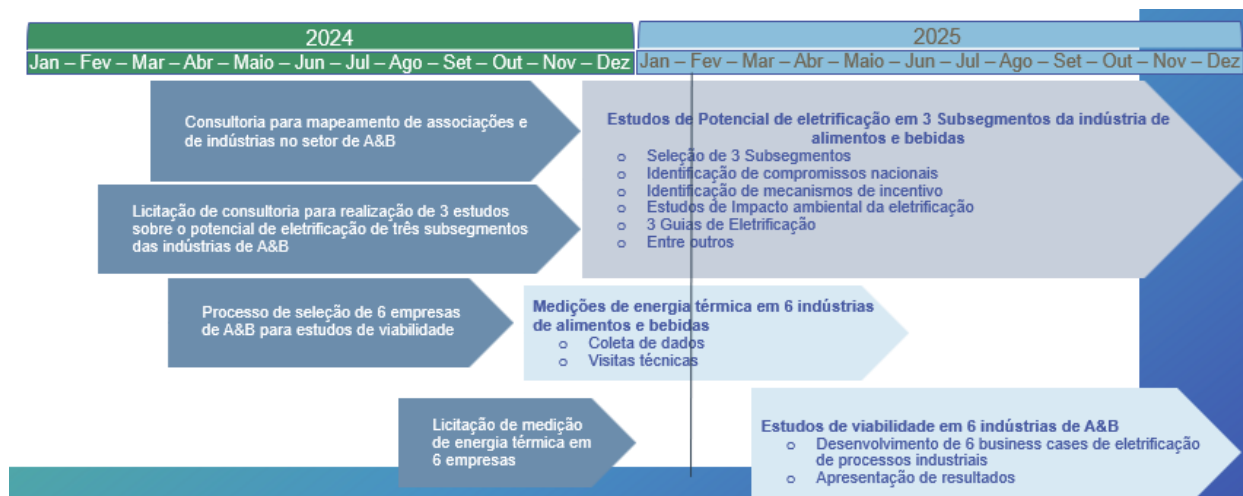 2024
2025
Jan – Fev – Mar – Abr – Maio – Jun – Jul – Ago – Set – Out – Nov – Dez
Jan – Fev – Mar – Abr – Maio – Jun – Jul – Ago – Set – Out – Nov – Dez
Consultoria para mapeamento de associações e
de indústrias no setor de A&B
Estudos de Potencial de eletrificação em 3 Subsegmentos da indústria de
alimentos e bebidas
o Seleção de 3 Subsegmentos
o Identificação de compromissos nacionais
o Identificação de mecanismos de incentivo
o Estudos de Impacto ambiental da eletrificação
o 3 Guias de Eletrificação
o Entre outros
Licitação de consultoria para realização de 3 estudos
sobre o potencial de eletrificação de três subsegmentos
das indústrias de A&B
Processo de seleção de 6 empresas
de A&B para estudos de viabilidade
Medições de energia térmica em 6 indústrias
de alimentos e bebidas
o Coleta de dados
o Visitas técnicas
Licitação de medição
de energia térmica em
6 empresas
Estudos de viabilidade em 6 indústrias de A&B
o Desenvolvimento de 6 business cases de eletrificação
de processos industriais
o Apresentação de resultados